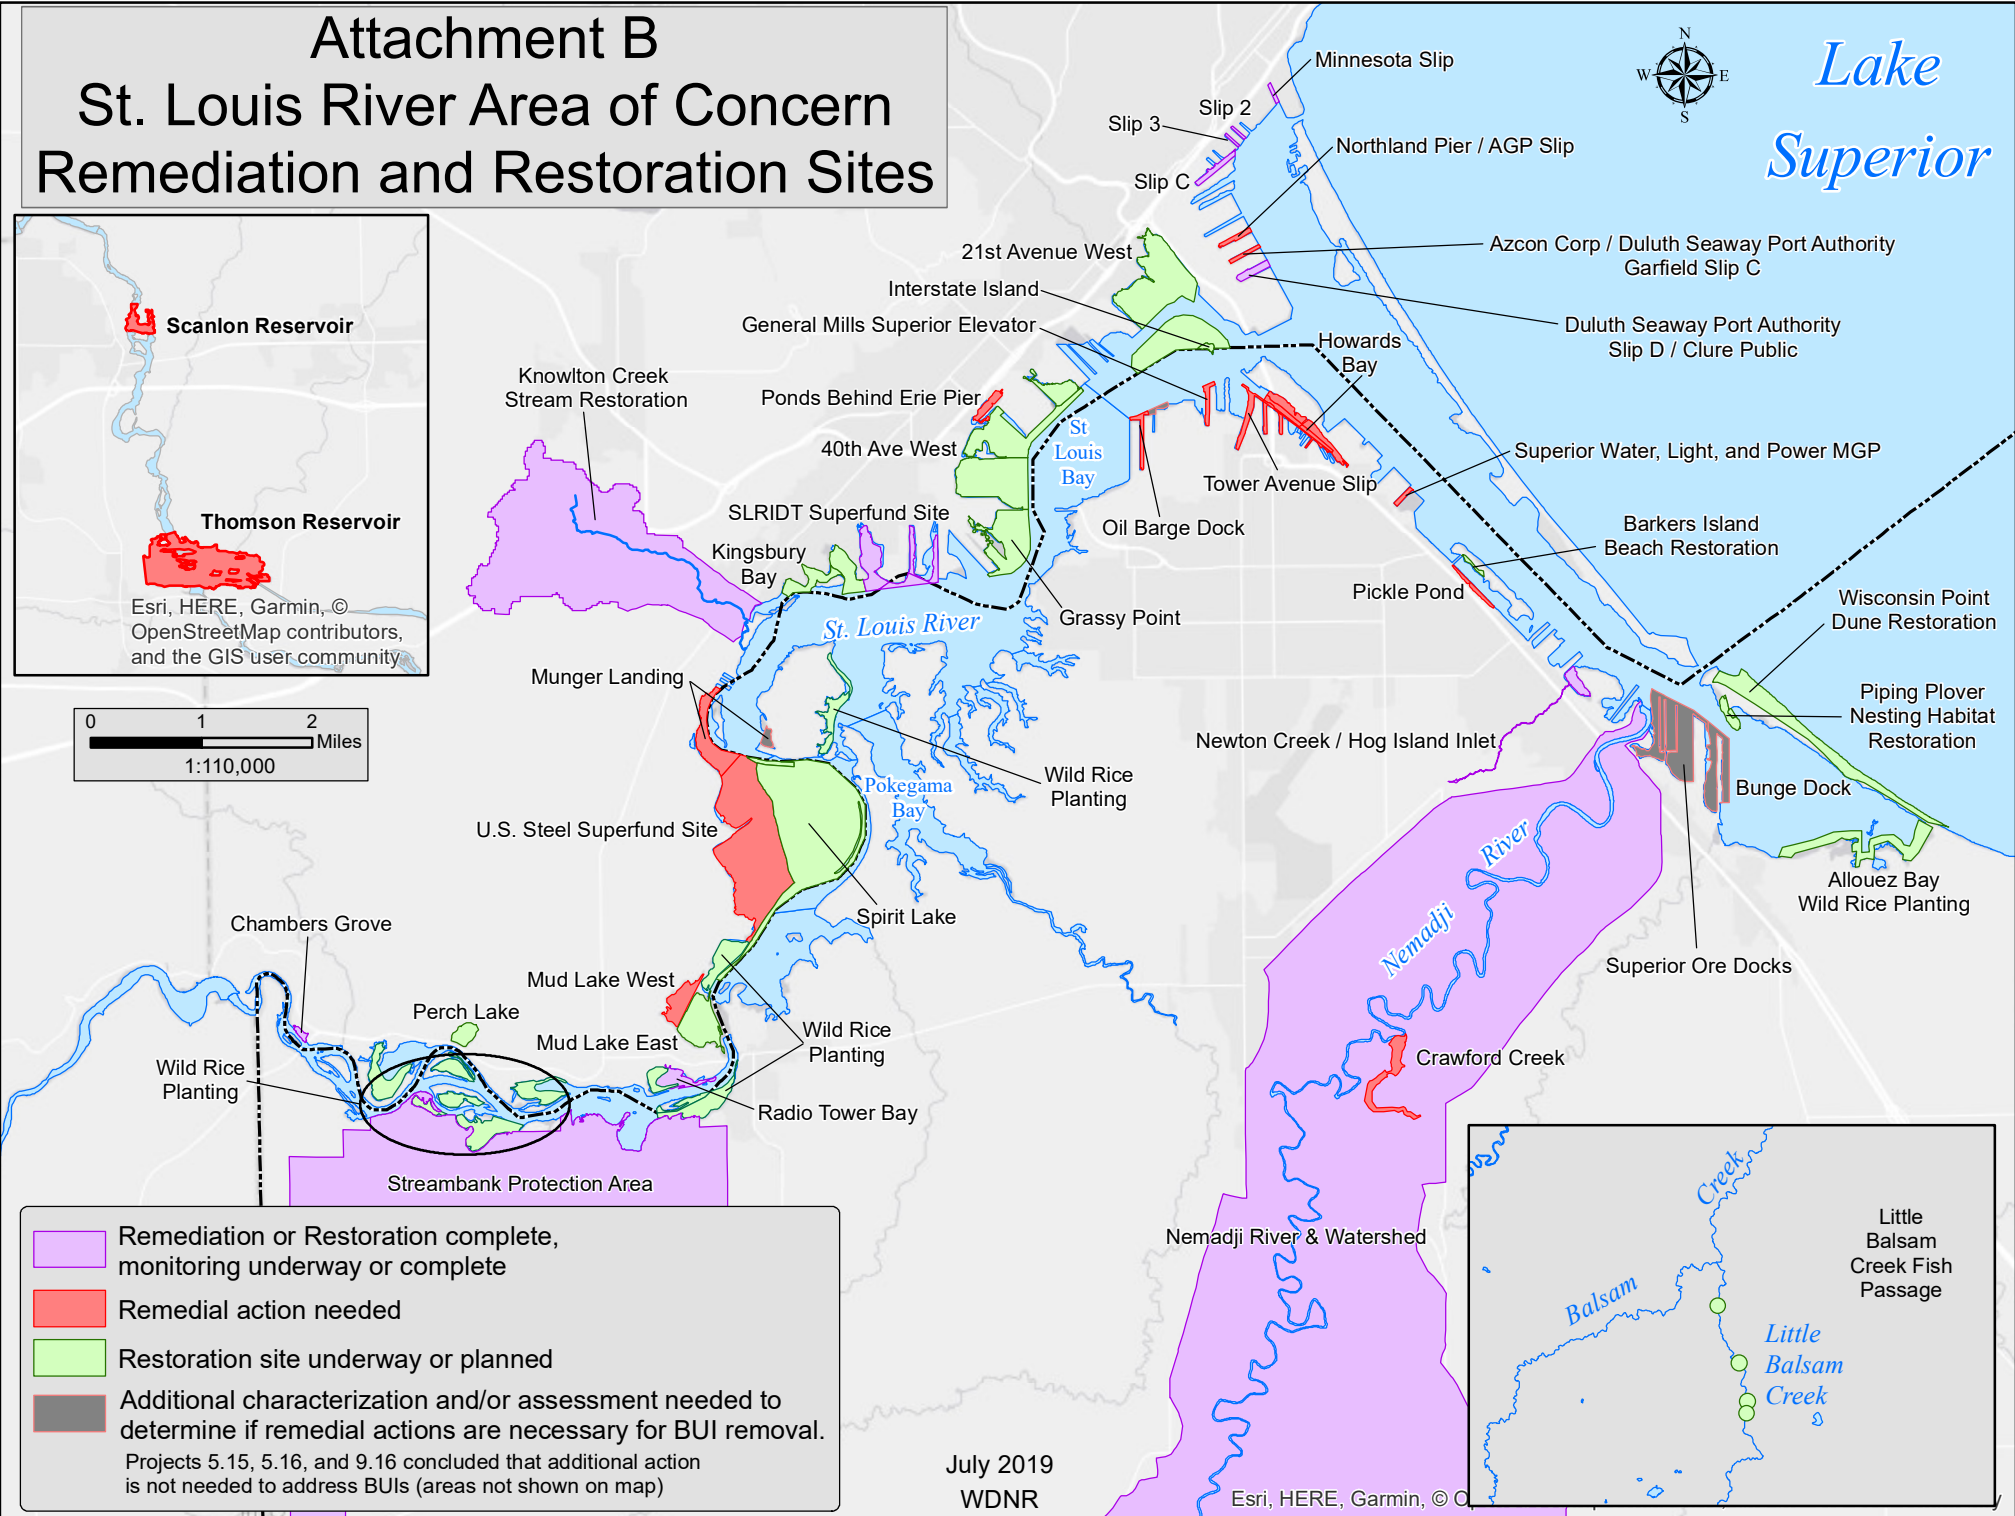 Attachment B
St. Louis River Area of Concern
Remediation and Restoration Sites
N
W
E
S
Lake
Superior
Minnesota Slip
Slip 2
Slip 3
Northland Pier / AGP Slip
Slip C
21st Avenue West
Azcon Corp / Duluth Seaway Port Authority
Garfield Slip C
Interstate Island
General Mills Superior Elevator
Duluth Seaway Port Authority
Slip D / Clure Public
Howards
Bay
Scanlon Reservoir
Thomson Reservoir
Esri, HERE, Garmin, ©
OpenStreetMap contributors,
and the GIS user community
Knowlton Creek
Stream Restoration
Ponds Behind Erie Pier
40th Ave West
St
Louis
Bay
Superior Water, Light, and Power MGP
Tower Avenue Slip
SLRIDT Superfund Site
Oil Barge Dock
Barkers Island
Beach Restoration
Kingsbury
Bay
Pickle Pond
Grassy Point
Wisconsin Point
Dune Restoration
St. Louis River
Munger Landing
Piping Plover
Nesting Habitat
Restoration
0 1 2
Miles
1:110,000
Newton Creek / Hog Island Inlet
Wild Rice
Planting
Pokegama
Bay
Bunge Dock
U.S. Steel Superfund Site
River
Nemadji
Allouez Bay
Wild Rice Planting
Spirit Lake
Chambers Grove
Superior Ore Docks
Mud Lake West
Perch Lake
Mud Lake East
Wild Rice
Planting
Wild Rice
Planting
Crawford Creek
Radio Tower Bay
Streambank Protection Area
Nemadji River & Watershed
Remediation or Restoration complete,
monitoring underway or complete
Remedial action needed
Restoration site underway or planned
Additional characterization and/or assessment needed to
determine if remedial actions are necessary for BUI removal.
Projects 5.15, 5.16, and 9.16 concluded that additional action
is not needed to address BUIs (areas not shown on map)
July 2019
WDNR
Esri, HERE, Garmin, ©
Creek
Balsam
Little
Balsam
Creek Fish
Passage
Little
Balsam
Creek